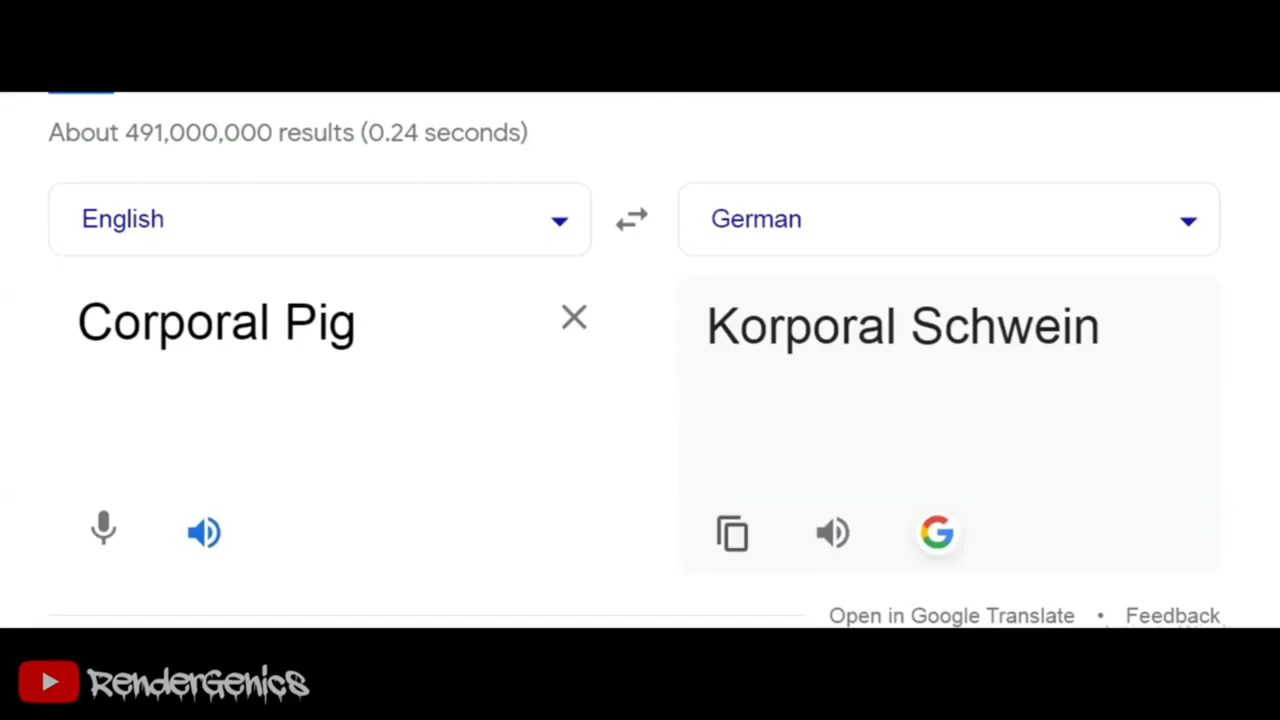 About 491,000,000 results (0.24 seconds)
English
German
Corporal Pig
Korporal Schwein
Open in Google Translate • Feedback
RenderGenics